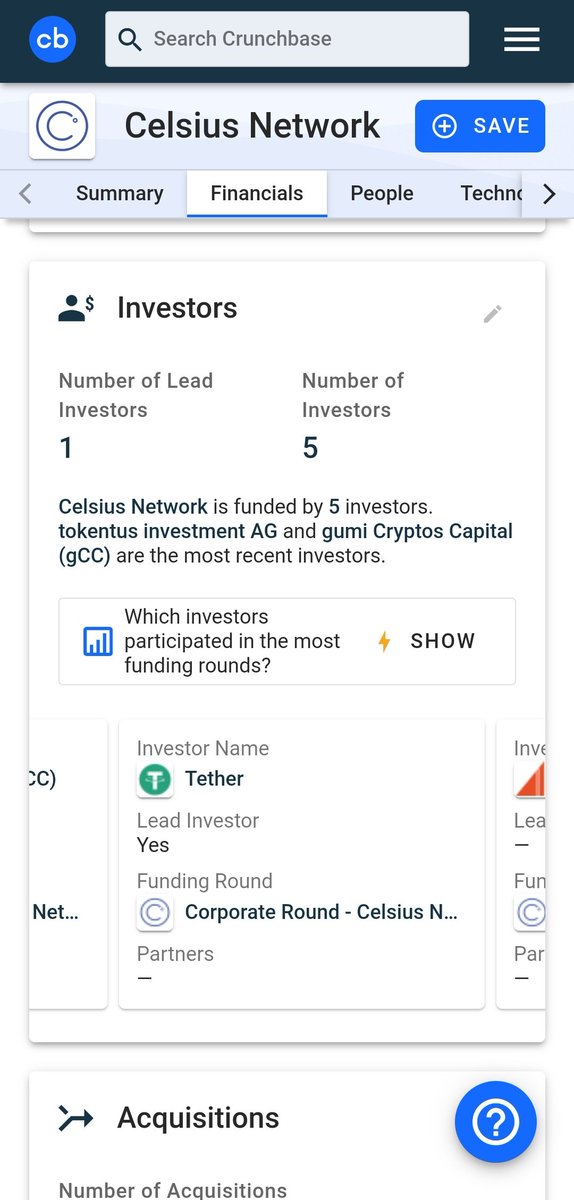 cb
Search Crunchbase
Celsius Network
SAVE
Summary
Financials
People
Techno
Investors
Number of Lead
Investors
1
Number of
Investors
5
Celsius Network is funded by 5 investors.
tokentus investment AG and gumi Cryptos Capital
(gCC) are the most recent investors.
Which investors
participated in the most
funding rounds?
SHOW
CC)
Net...
Investor Name
Tether
Lead Investor
Yes
Funding Round
Corporate Round - Celsius N...
Partners
—
Inve
Lea
—
Fun
Par
—
Acquisitions
Number of Acquisitions